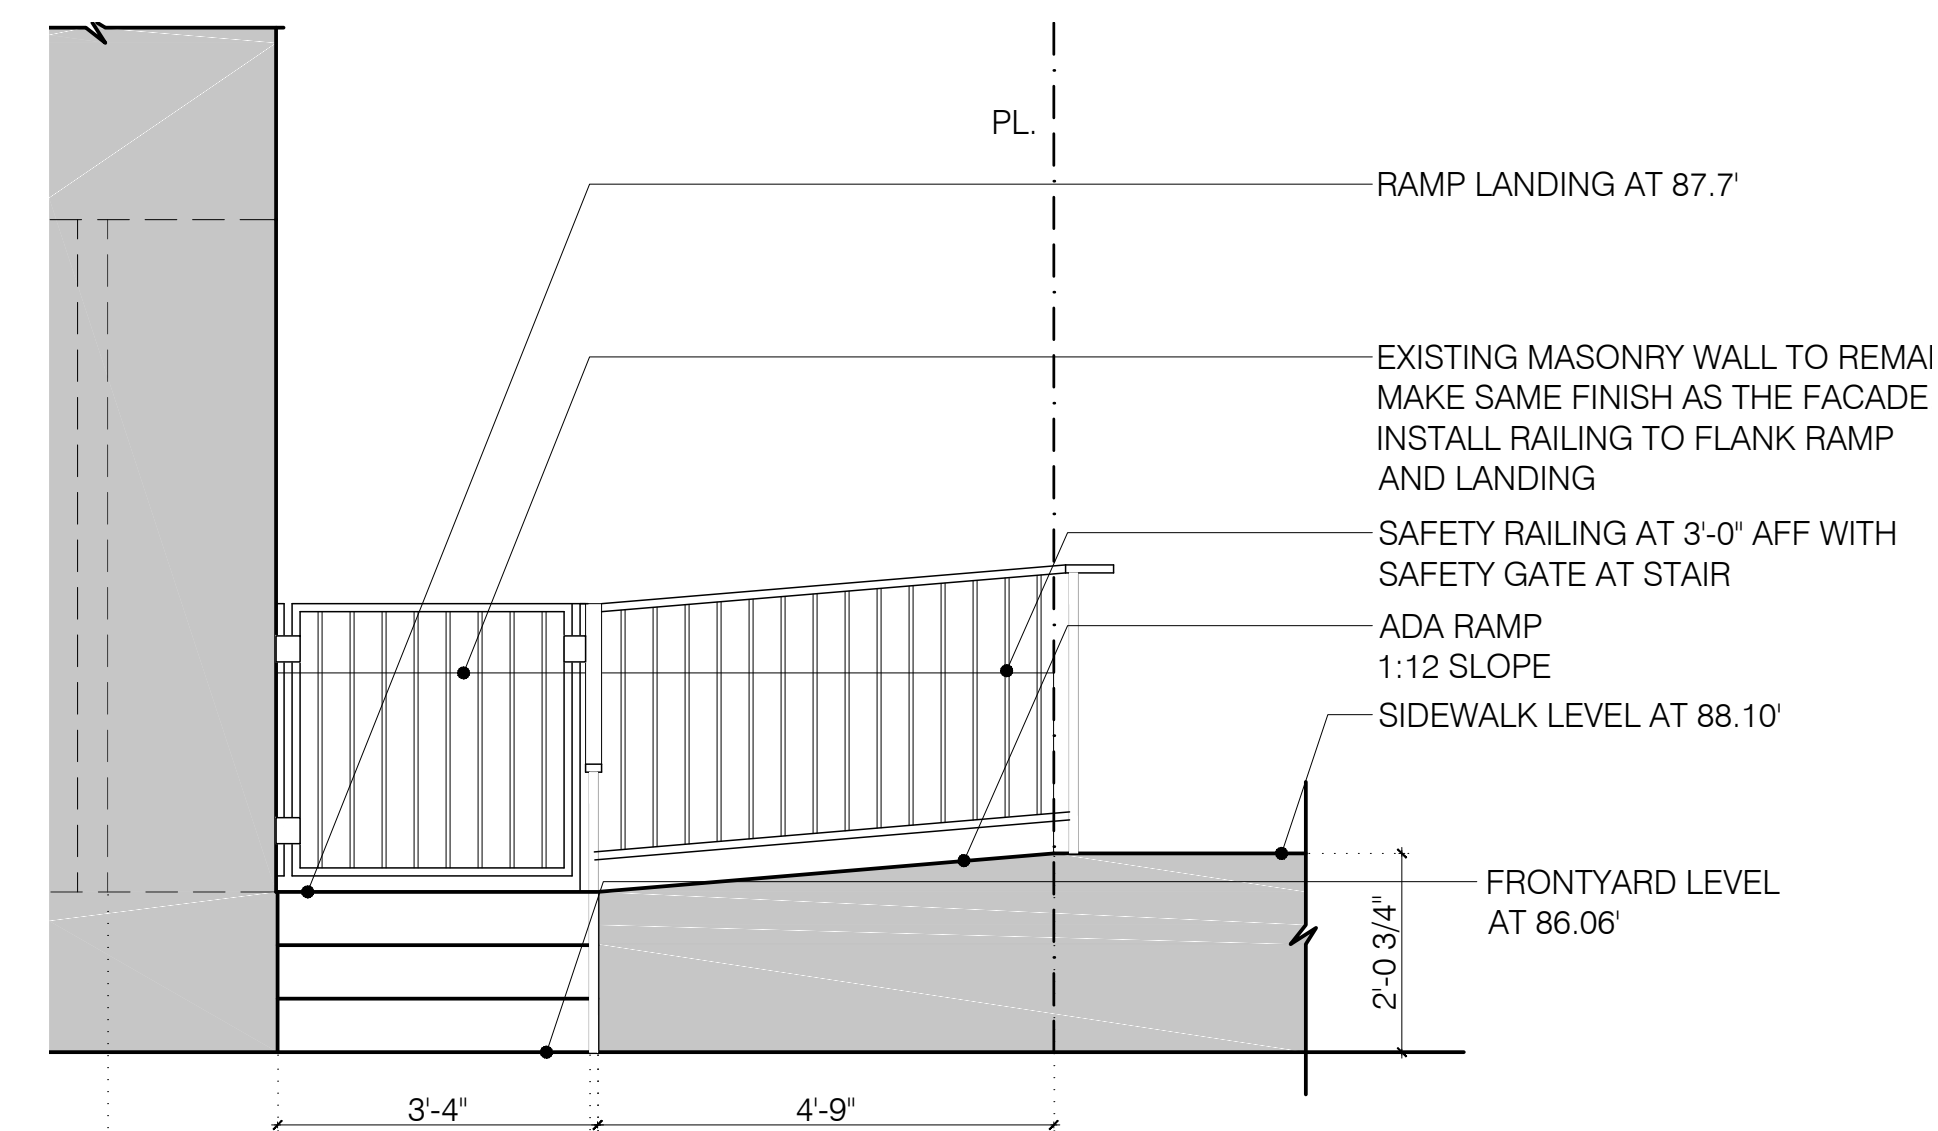 PL.
RAMP LANDING AT 87.7'
EXISTING MASONRY WALL TO
MAKE SAME FINISH AS THE FACADE
INSTALL RAILING TO FLANK RAMP
AND LANDING
SAFETY RAILING AT 3'-0" AFF WITH
SAFETY GATE AT STAIR
ADA RAMP
1:12 SLOPE
SIDEWALK LEVEL AT 88.10'
FRONTYARD LEVEL
AT 86.06'
2'-0 3/4"
3'-4"
4'-9"